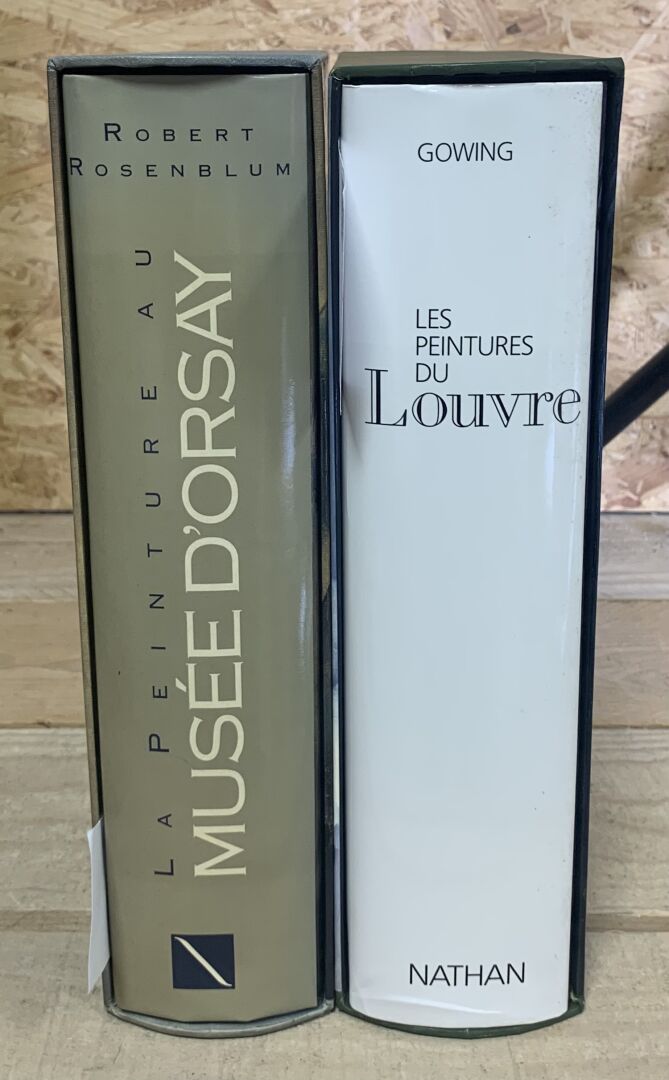 ROBERT
ROSENBLUM
LA PEINTURE AU
MUSÉE D'ORSAY
GOWING
LES
PEINTURES
DU
Louvre
NATHAN